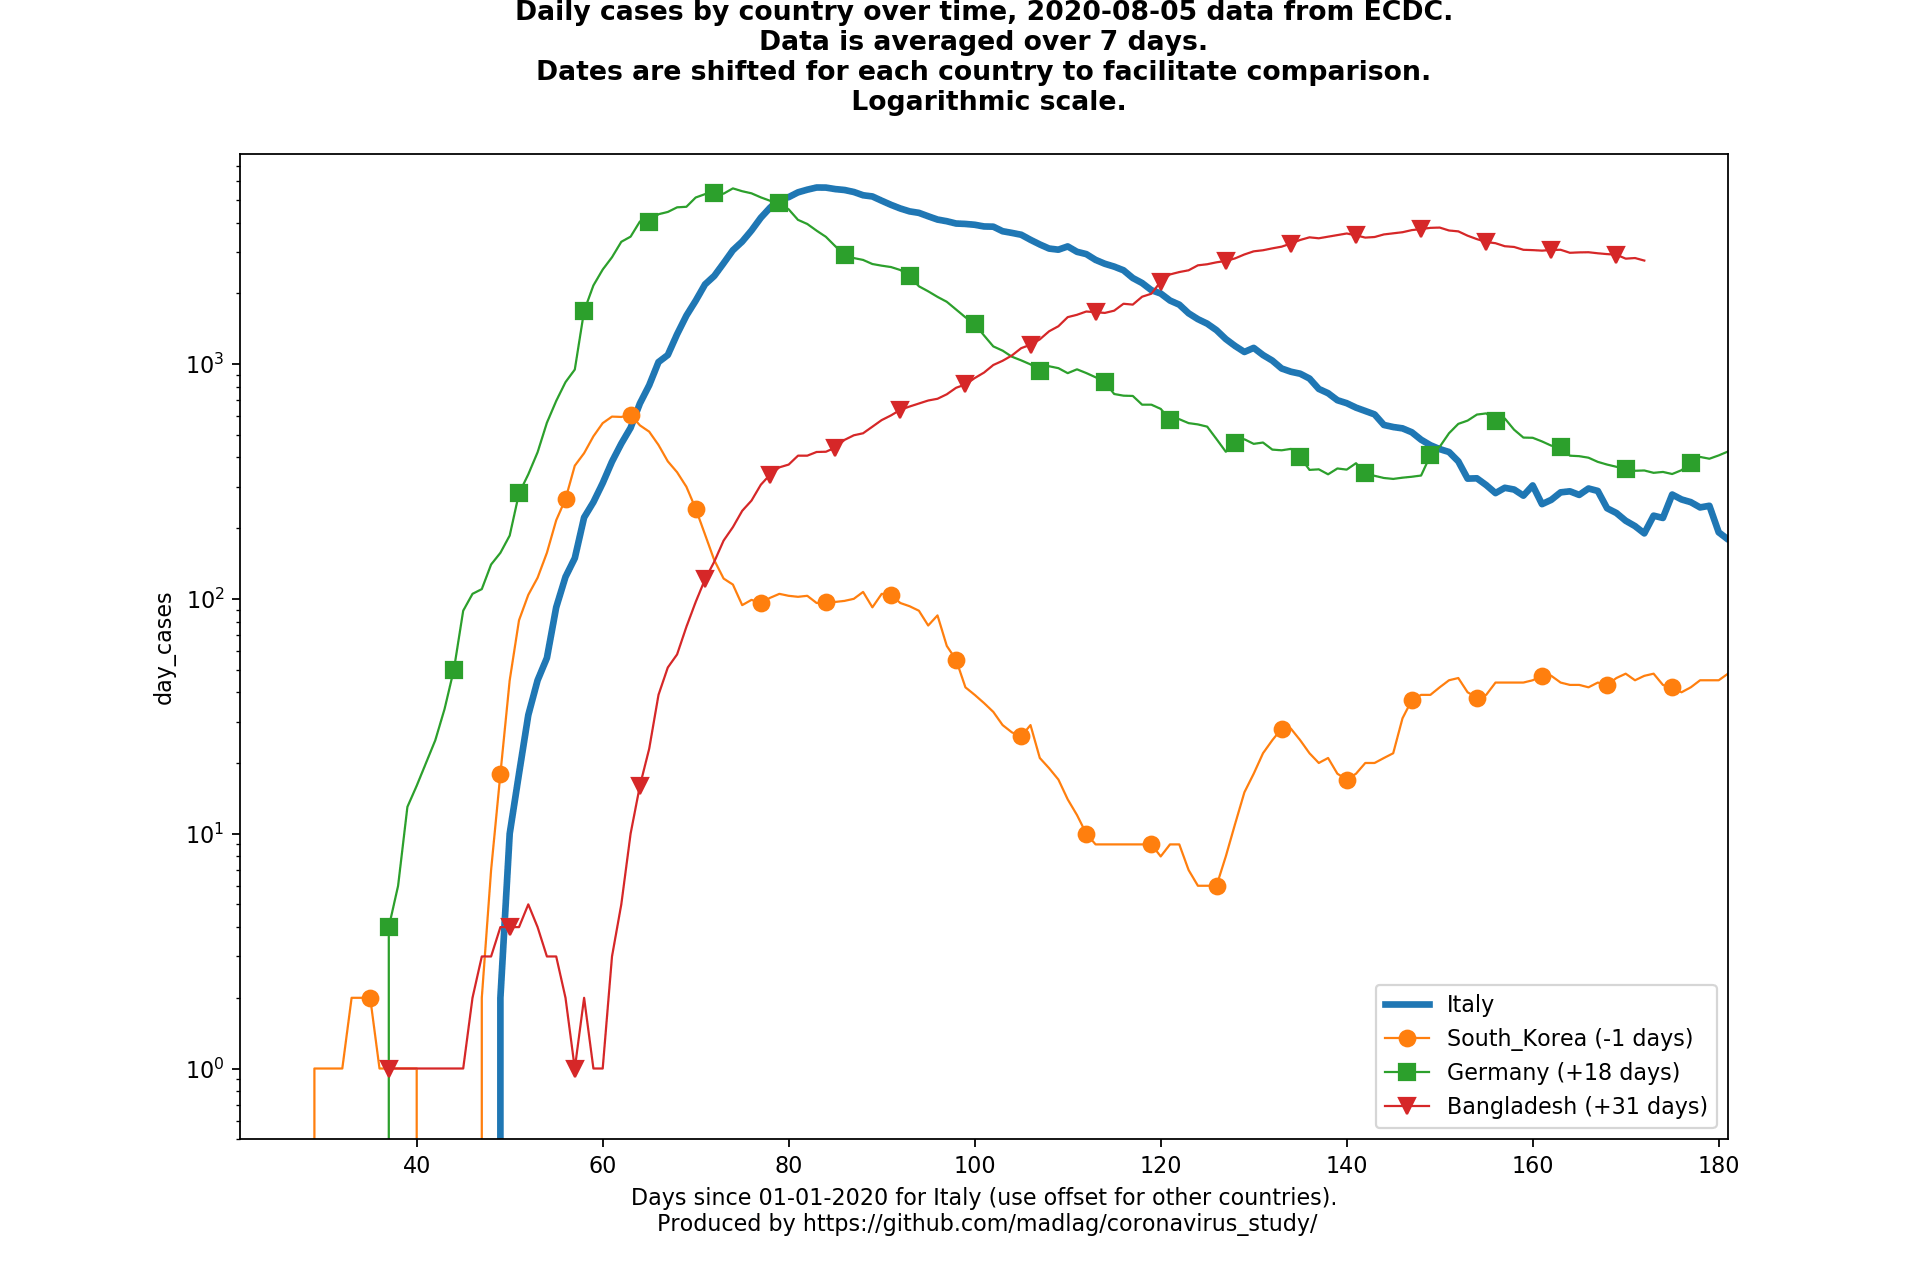 Daily cases by country over time, 2020-08-05 data from ECDC.
Data is averaged over 7 days.
Dates are shifted for each country to facilitate comparison.
Logarithmic scale.
10³
10²
10¹
10⁰
day_cases
40 60 80 100 120 140 160 180
Days since 01-01-2020 for Italy (use offset for other countries).
Produced by https://github.com/madlag/coronavirus_study/
Italy
South_Korea (-1 days)
Germany (+18 days)
Bangladesh (+31 days)